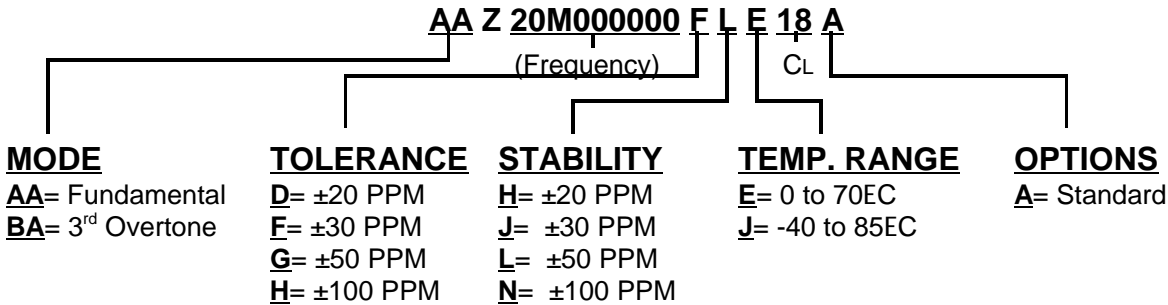 AA Z 20M000000 F L E 18 A
(Frequency) CL
MODE TOLERANCE STABILITY TEMP. RANGE OPTIONS
AA= Fundamental D= ±20 PPM H= ±20 PPM E= 0 to 70EC A= Standard
BA= 3rd Overtone F= ±30 PPM J= ±30 PPM J= -40 to 85EC
G= ±50 PPM L= ±50 PPM
H= ±100 PPM N= ±100 PPM